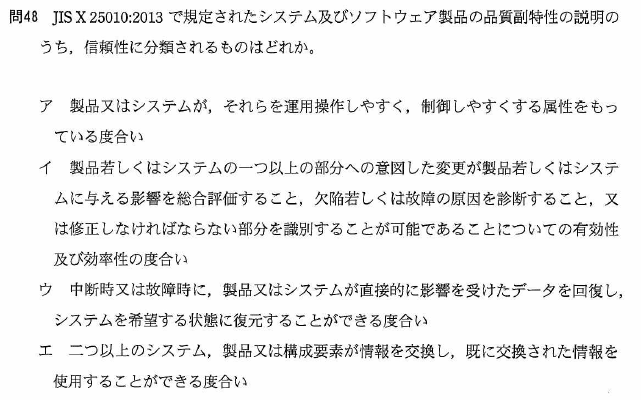 問48 JIS X 25010:2013 で規定されたシステム及びソフトウェア製品の品質副特性の説明の
うち，信頼性に分類されるものはどれか。
ア 製品又はシステムが，それらを運用操作しやすく，制御しやすくする属性をもっ
ている度合い
イ 製品若しくはシステムの一つ以上の部分への意図した変更が製品若しくはシステ
ムに与える影響を総合評価すること，欠陥若しくは故障の原因を診断すること，又
は修正しなければならない部分を識別することが可能であることについての有効性
及び効率性の度合い
ウ 中断時又は故障時に，製品又はシステムが直接的に影響を受けたデータを回復し，
システムを希望する状態に復元することができる度合い
エ 二つ以上のシステム，製品又は構成要素が情報を交換し，既に交換された情報を
使用することができる度合い